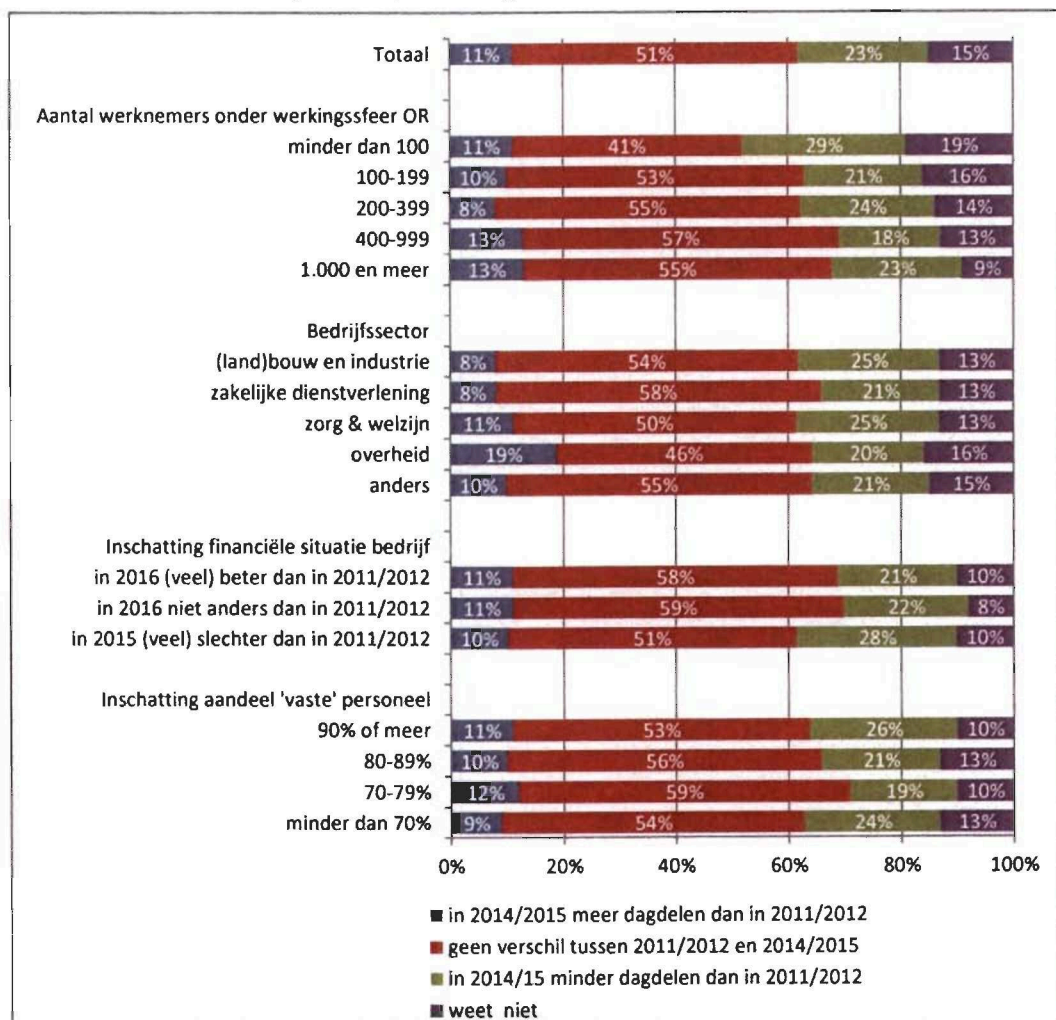 Totaal 11% 51% 23% 15%
Aantal werknemers onder werkingssfeer OR
minder dan 100 11% 41% 29% 19%
100-199 10% 53% 21% 16%
200-399 8% 55% 24% 14%
400-999 13% 57% 18% 13%
1.000 en meer 13% 55% 23% 9%
Bedrijfssector
(land)bouw en industrie 8% 54% 25% 13%
zakelijke dienstverlening 8% 58% 21% 13%
zorg & welzijn 11% 50% 25% 13%
overheid 19% 46% 20% 16%
anders 10% 55% 21% 15%
Inschatting financiële situatie bedrijf
in 2016 (veel) beter dan in 2011/2012 11% 58% 21% 10%
in 2016 niet anders dan in 2011/2012 11% 59% 22% 8%
in 2015 (veel) slechter dan in 2011/2012 10% 51% 28% 10%
Inschatting aandeel 'vaste' personeel
90% of meer 11% 53% 26% 10%
80-89% 10% 56% 21% 13%
70-79% 12% 59% 19% 10%
minder dan 70% 9% 54% 24% 13%
0% 20% 40% 60% 80% 100%
in 2014/2015 meer dagdelen dan in 2011/2012
geen verschil tussen 2011/2012 en 2014/2015
in 2014/15 minder dagdelen dan in 2011/2012
weet niet